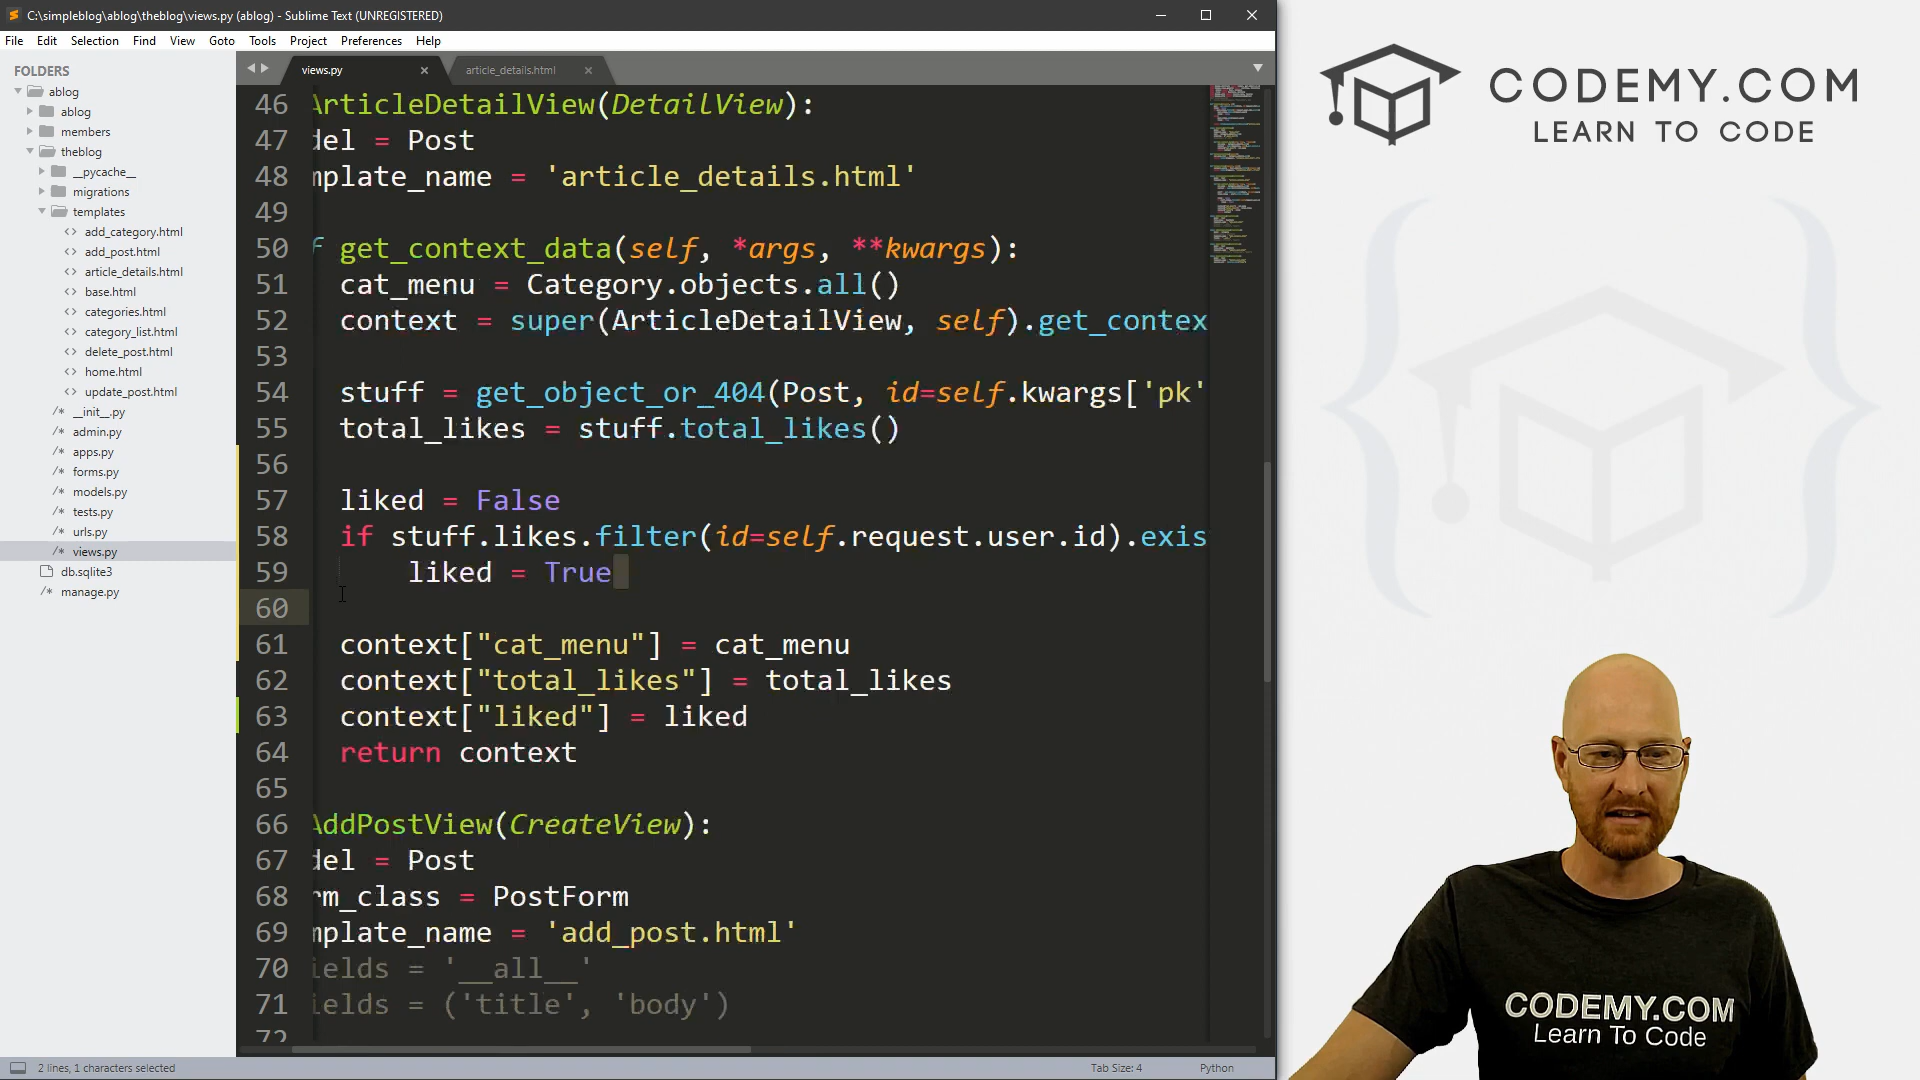 C:\simpleblog\ablog\theblog\views.py (ablog) - Sublime Text (UNREGISTERED)
File Edit Selection Find View Goto Tools Project Preferences Help
FOLDERS
ablog
ablog
members
theblog
__pycache__
migrations
templates
add_category.html
add_post.html
article_details.html
base.html
categories.html
category_list.html
delete_post.html
home.html
update_post.html
__init__.py
admin.py
apps.py
forms.py
models.py
tests.py
urls.py
views.py
db.sqlite3
manage.py
views.py article_details.html
46 ArticleDetailView(DetailView):
47 del = Post
48 mplate_name = 'article_details.html'
49
50 f get_context_data(self, *args, **kwargs):
51 cat_menu = Category.objects.all()
52 context = super(ArticleDetailView, self).get_contex
53
54 stuff = get_object_or_404(Post, id=self.kwargs['pk'
55 total_likes = stuff.total_likes()
56
57 liked = False
58 if stuff.likes.filter(id=self.request.user.id).exis
59 liked = True
60
61 context["cat_menu"] = cat_menu
62 context["total_likes"] = total_likes
63 context["liked"] = liked
64 return context
65
66 AddPostView(CreateView):
67 del = Post
68 rm_class = PostForm
69 mplate_name = 'add_post.html'
70 ields = '__all__'
71 ields = ('title', 'body')
72
2 lines, 1 characters selected
Tab Size: 4 Python
CODEMY.COM
LEARN TO CODE
CODEMY.COM
Learn To Code